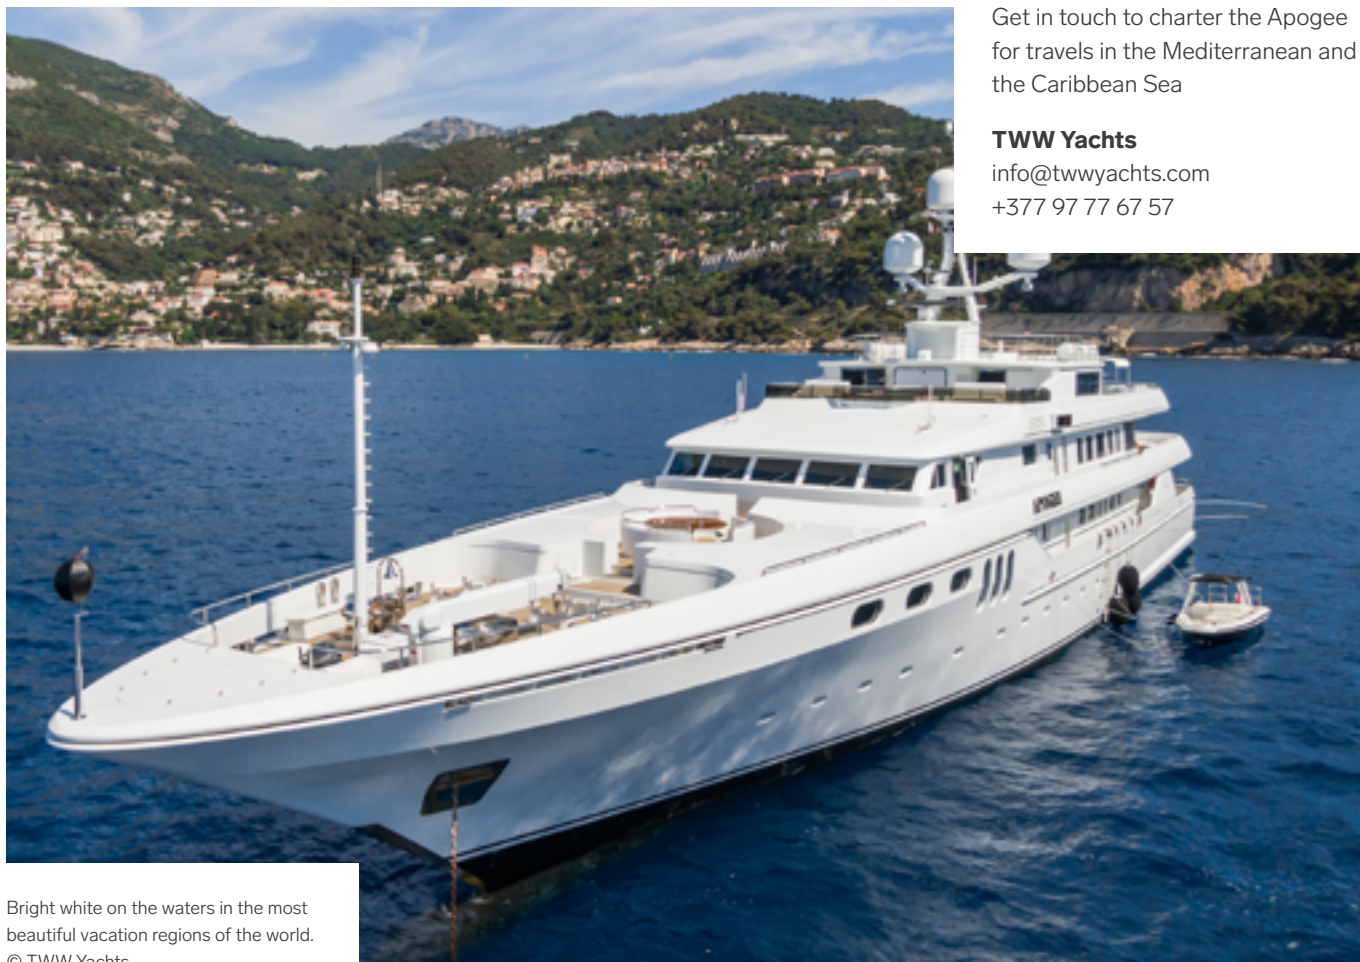 Get in touch to charter the Apogee
for travels in the Mediterranean and
the Caribbean Sea
TWW Yachts
info@twwyachts.com
+377 97 77 67 57
Bright white on the waters in the most
beautiful vacation regions of the world.
© TWW Yachts